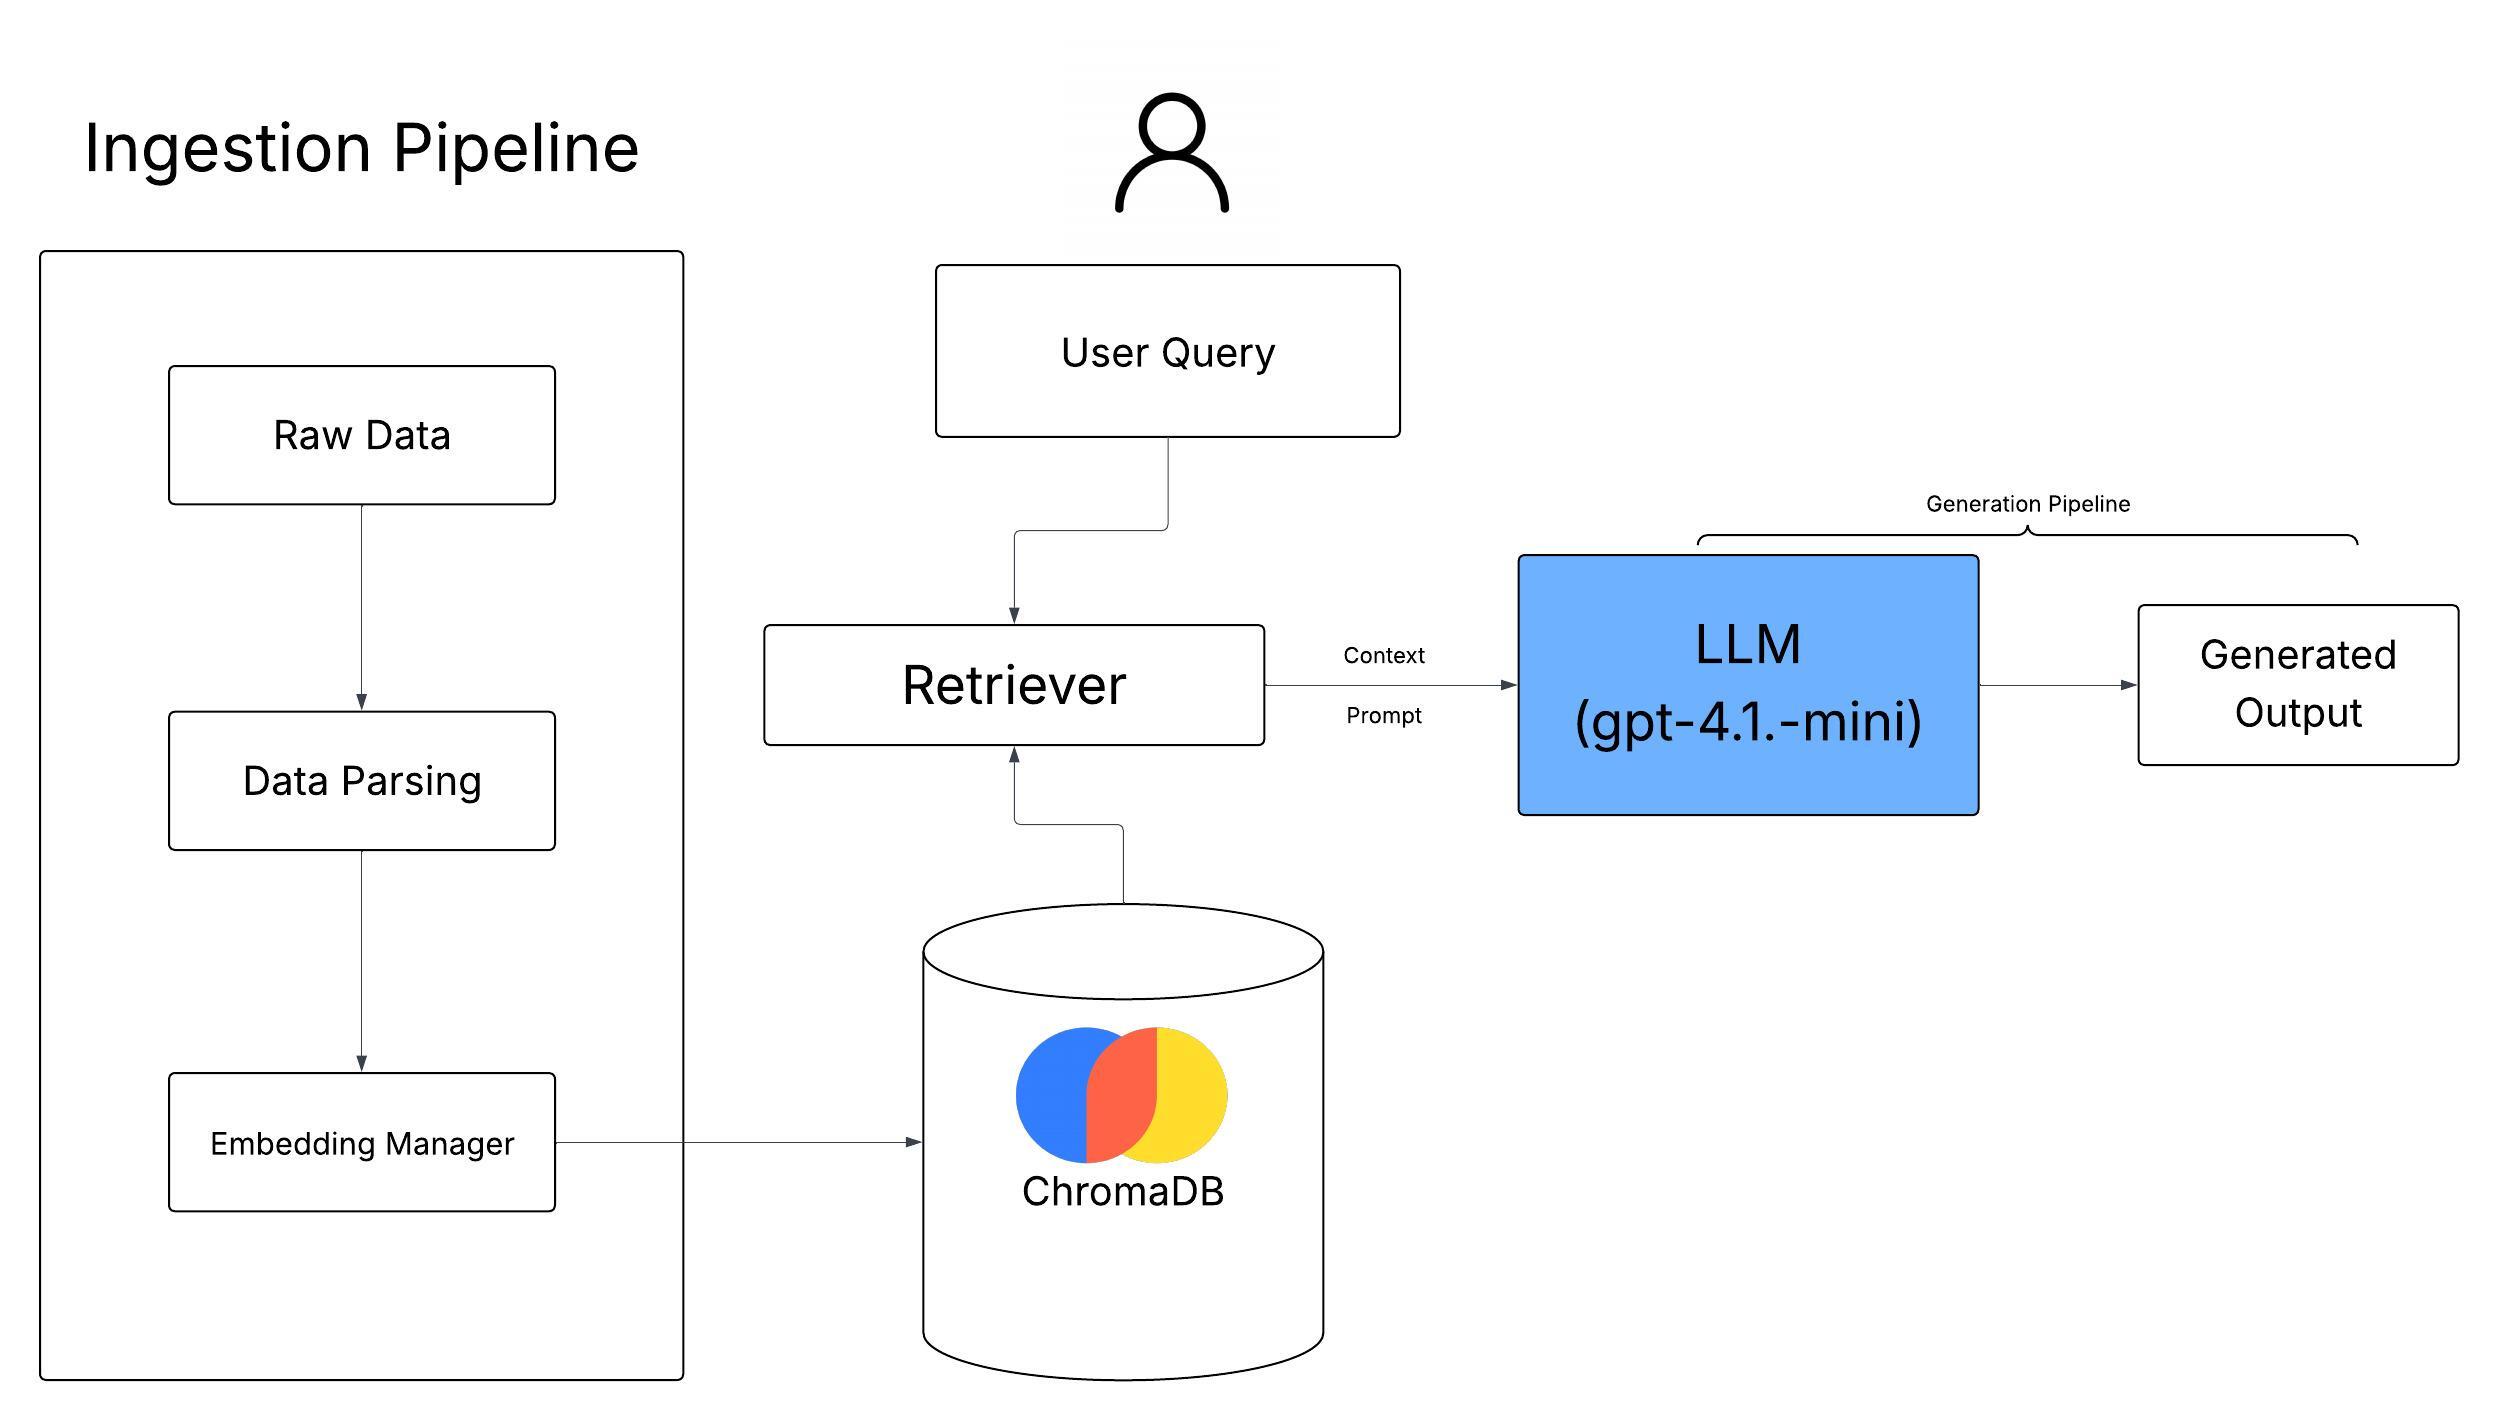 Ingestion Pipeline
Raw Data
Data Parsing
Embedding Manager
User Query
Retriever
ChromaDB
Context
Prompt
Generation Pipeline
LLM
(gpt-4.1.-mini)
Generated
Output